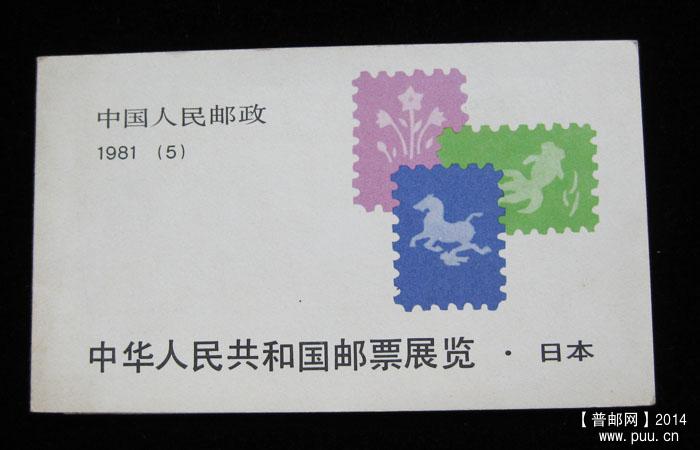 中国人民邮政
1981 (5)
中华人民共和国邮票展览·日本
【普邮网】2014
www.puu.cn